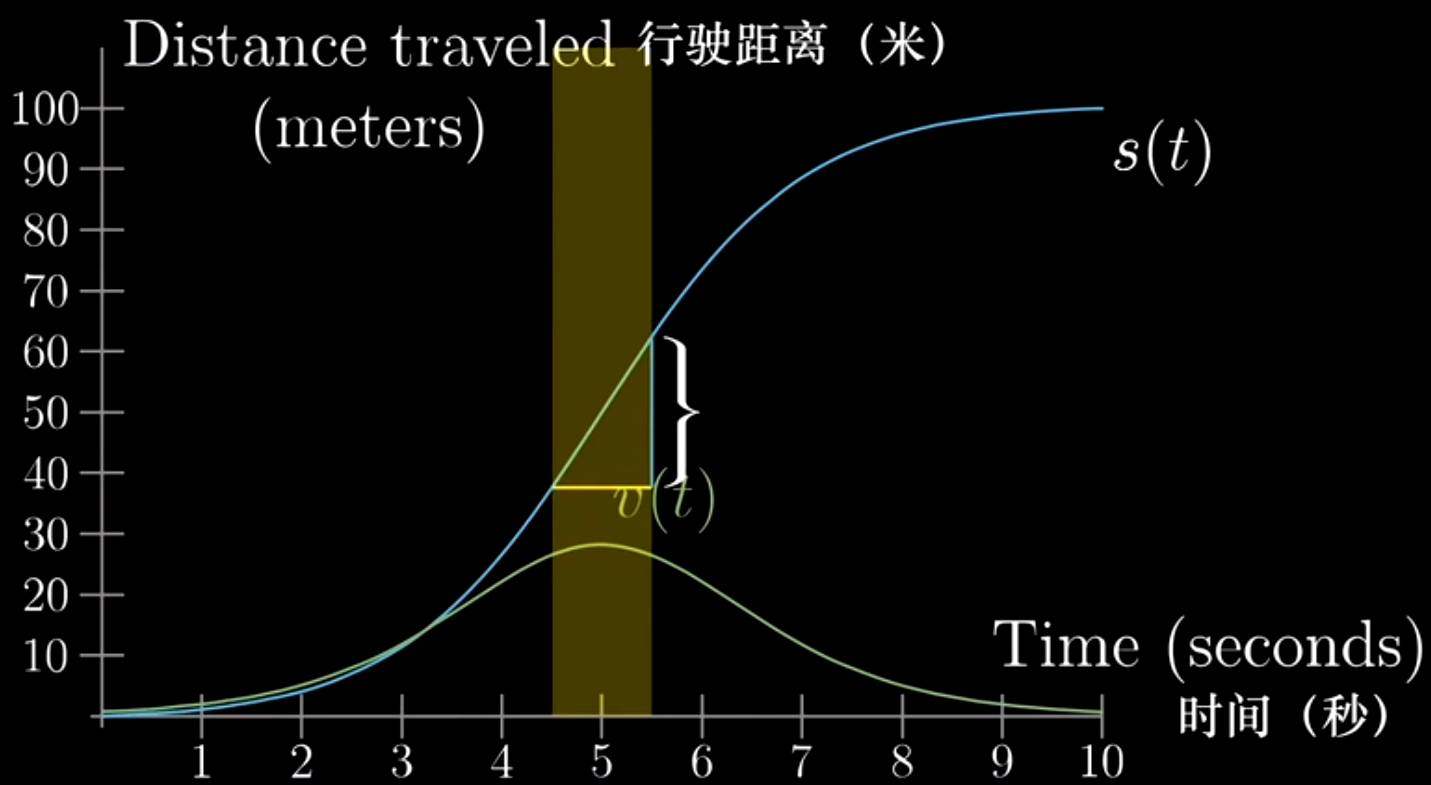 Distance traveled 行驶距离（米）
(meters)
100
90
80
70
60
50
40
30
20
10
s(t)
v(t)
Time (seconds)
时间（秒）
1 2 3 4 5 6 7 8 9 10